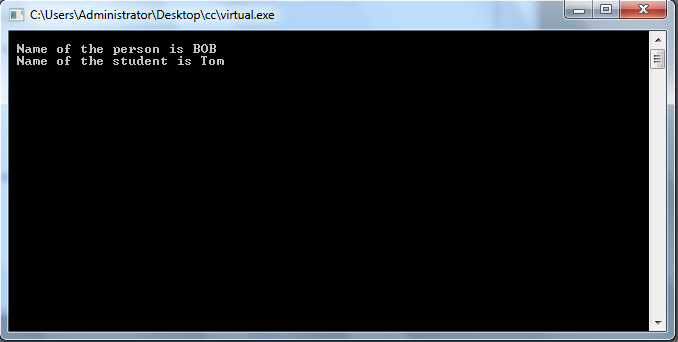 C:\Users\Administrator\Desktop\cc\virtual.exe
Name of the person is BOB
Name of the student is Tom